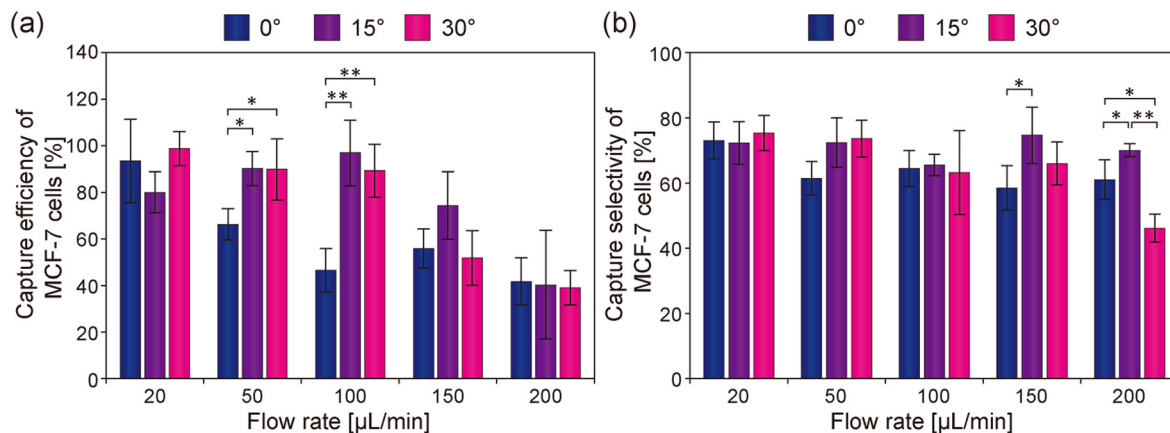 (a)
0° 15° 30°
Capture efficiency of
MCF-7 cells [%]
140
120
100
80
60
40
20
0
* *
** **
20 50 100 150 200
Flow rate [µL/min]
(b)
0° 15° 30°
Capture selectivity of
MCF-7 cells [%]
100
80
60
40
20
0
*
* * **
20 50 100 150 200
Flow rate [µL/min]